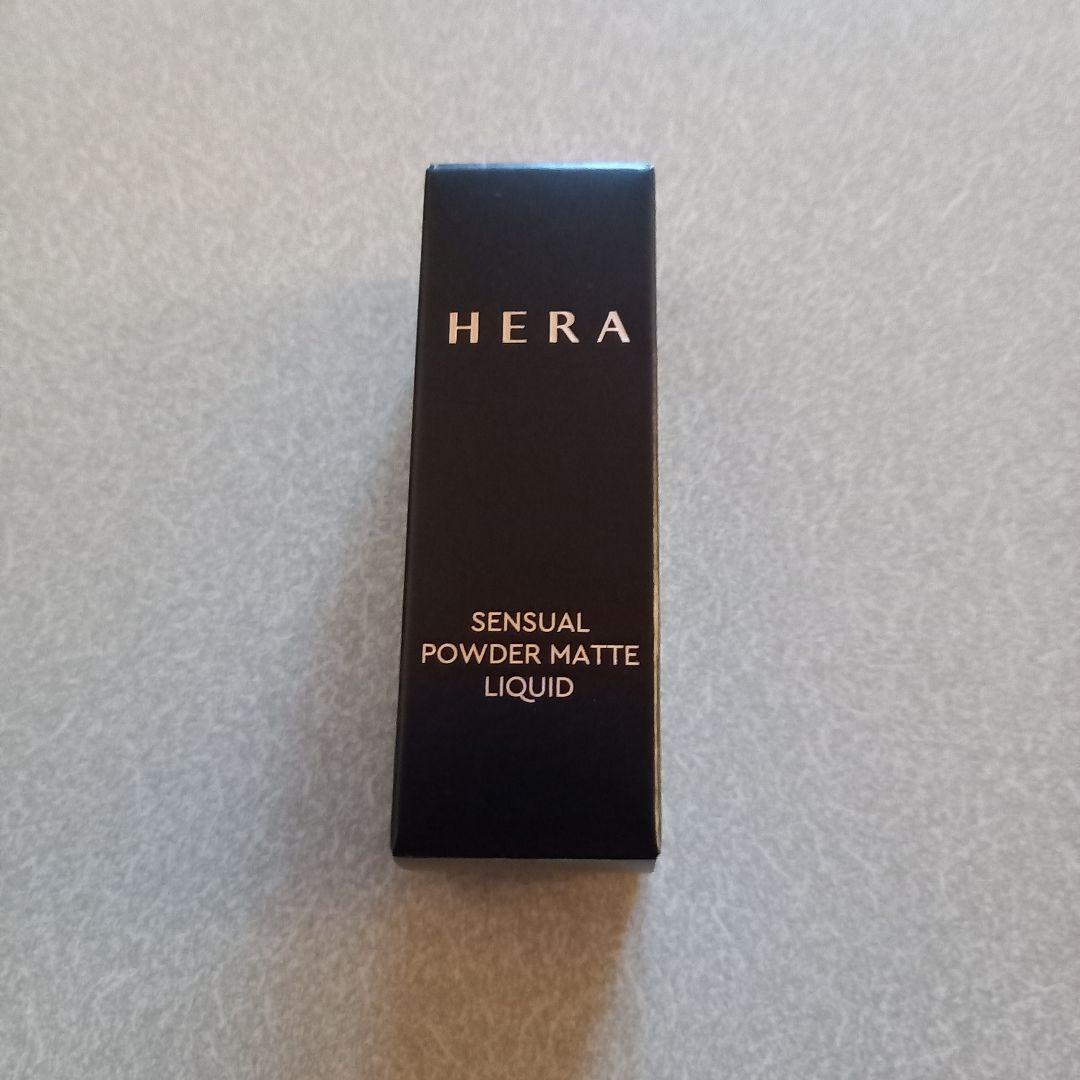 HERA
SENSUAL
POWDER MATTE
LIQUID